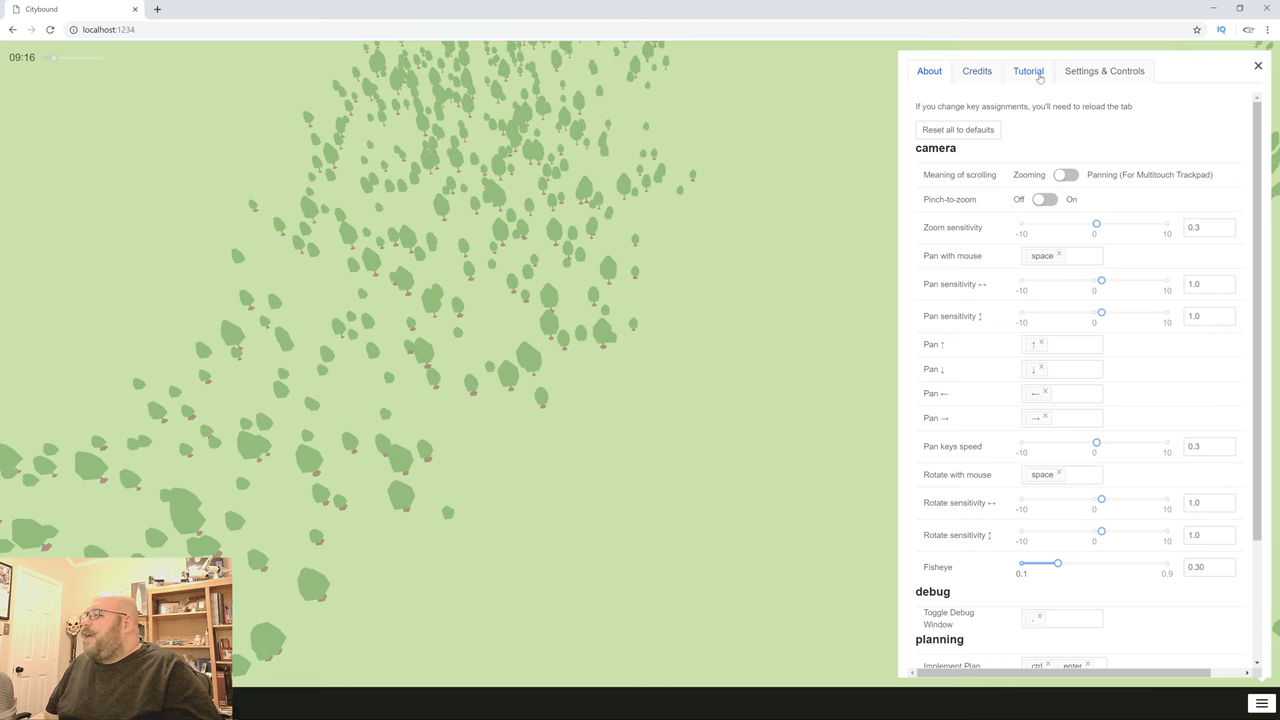 Citybound
localhost:1234
IQ
09:16
About Credits Tutorial Settings & Controls
If you change key assignments, you'll need to reload the tab
Reset all to defaults
camera
Meaning of scrolling Zooming Panning (For Multitouch Trackpad)
Pinch-to-zoom Off On
Zoom sensitivity -10 0 10 0.3
Pan with mouse space
Pan sensitivity ↔ -10 0 10 1.0
Pan sensitivity ↕ -10 0 10 1.0
Pan ↑ ↑
Pan ↓ ↓
Pan ← ←
Pan → →
Pan keys speed -10 0 10 0.3
Rotate with mouse space
Rotate sensitivity ↔ -10 0 10 1.0
Rotate sensitivity ↕ -10 0 10 1.0
Fisheye 0.1 0.9 0.30
debug
Toggle Debug
Window .
planning
Implement Plan ctrl enter